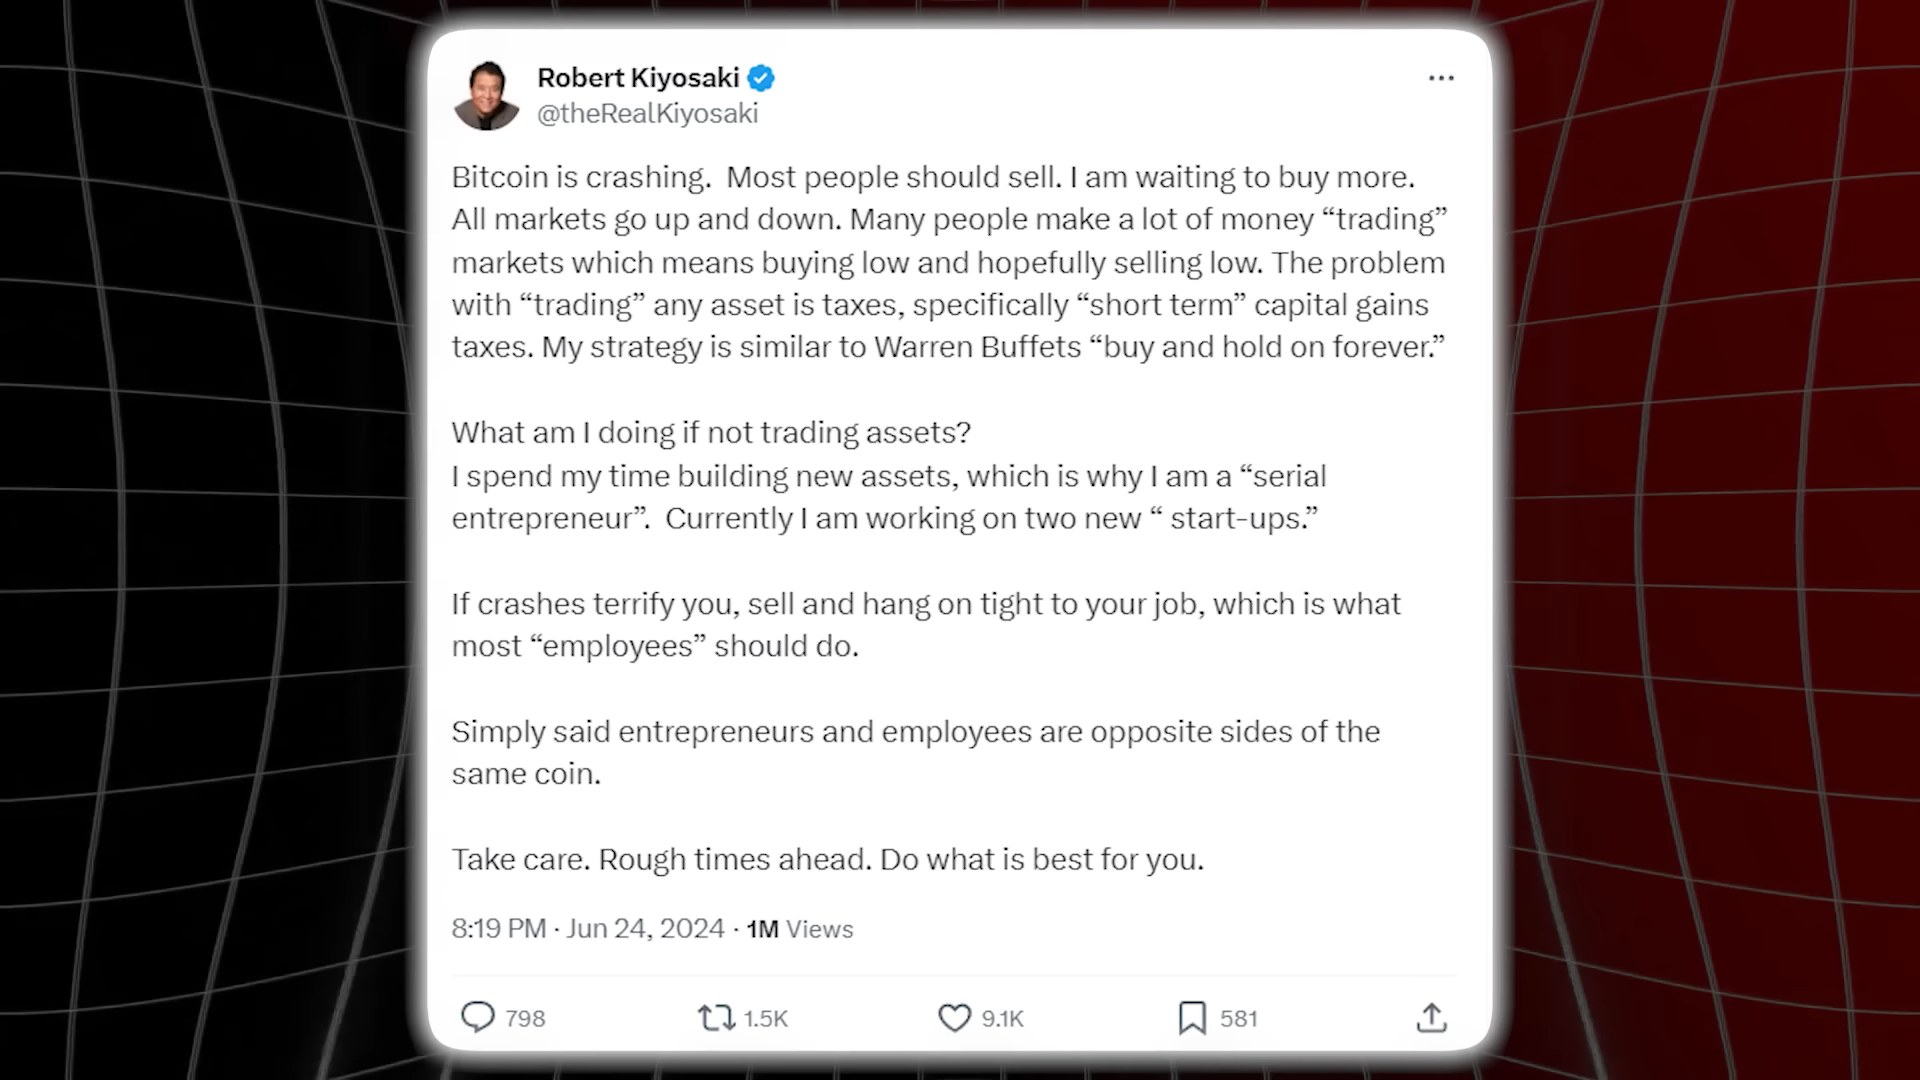 Robert Kiyosaki
@theRealKiyosaki
Bitcoin is crashing.  Most people should sell. I am waiting to buy more.
All markets go up and down. Many people make a lot of money “trading”
markets which means buying low and hopefully selling low. The problem
with “trading” any asset is taxes, specifically “short term” capital gains
taxes. My strategy is similar to Warren Buffets “buy and hold on forever.”
What am I doing if not trading assets?
I spend my time building new assets, which is why I am a “serial
entrepreneur”.  Currently I am working on two new “ start-ups.”
If crashes terrify you, sell and hang on tight to your job, which is what
most “employees” should do.
Simply said entrepreneurs and employees are opposite sides of the
same coin.
Take care. Rough times ahead. Do what is best for you.
8:19 PM · Jun 24, 2024 · 1M Views
798 1.5K 9.1K 581